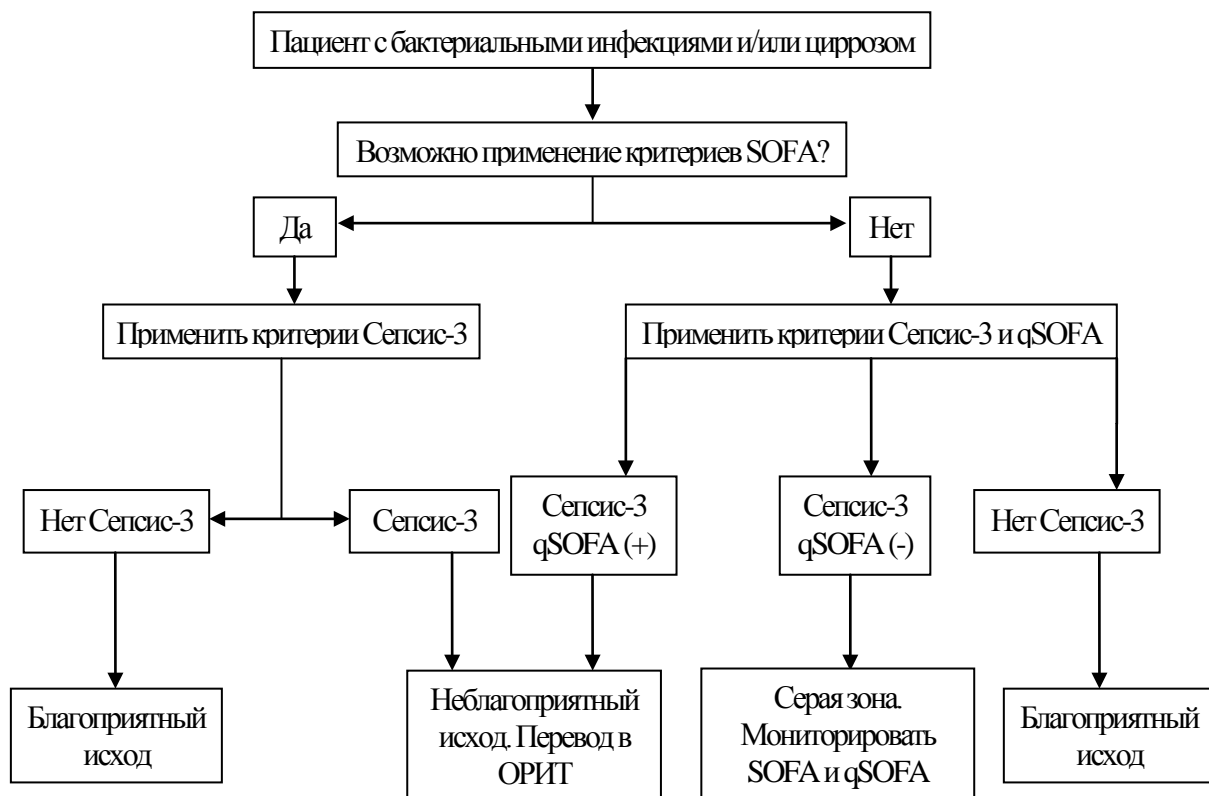 Пациент с бактериальными инфекциями и/или циррозом
Возможно применение критериев SOFA?
Да
Нет
Применить критерии Сепсис-3
Применить критерии Сепсис-3 и qSOFA
Нет Сепсис-3
Сепсис-3
Сепсис-3
qSOFA (+)
Сепсис-3
qSOFA (-)
Нет Сепсис-3
Благоприятный
исход
Неблагоприятный
исход. Перевод в
ОРИТ
Серая зона.
Мониторировать
SOFA и qSOFA
Благоприятный
исход